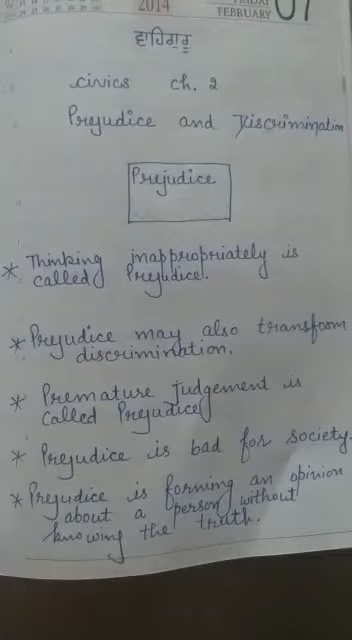 2014
FRIDAY
FEBRUARY 07
ਵਾਹਿਗੁਰੂ
civics ch. 2
Prejudice and Discrimination
Prejudice
* Thinking inappropriately is
called Prejudice.
* Prejudice may also transform
discrimination.
* Premature judgement is
called Prejudice
* Prejudice is bad for society.
* Prejudice is forming an opinion
about a person without
knowing the truth.